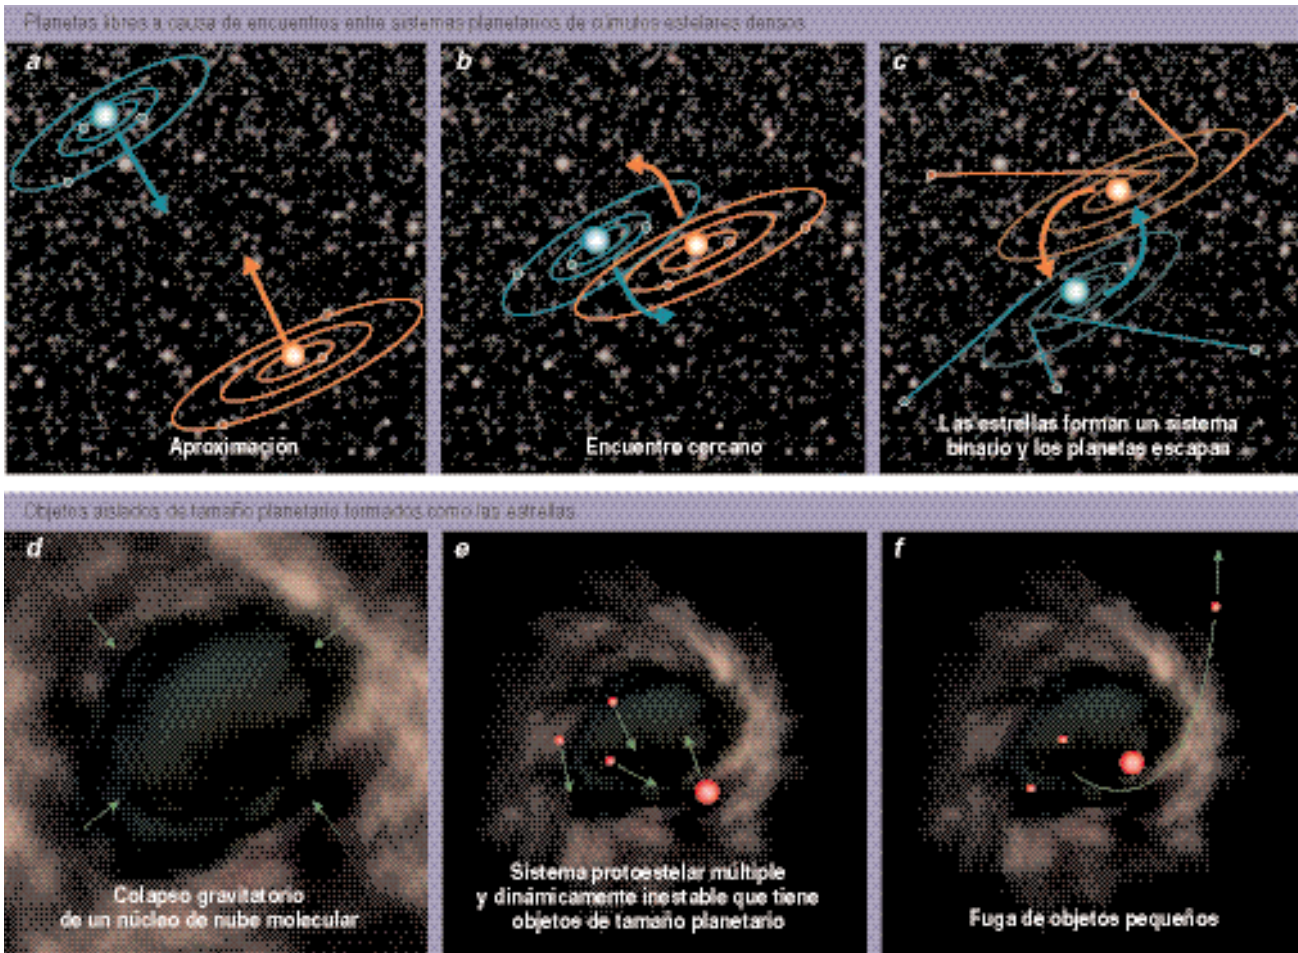 Planetas libres a causa de encuentros entre sistemas planetarios de cúmulos estelares densos
a
b
c
Aproximación
Encuentro cercano
Las estrellas forman un sistema
binario y los planetas escapan
Objetos aislados de tamaño planetario formados como las estrellas
d
e
f
Colapso gravitatorio
de un núcleo de nube molecular
Sistema protoestelar múltiple
y dinámicamente inestable que tiene
objetos de tamaño planetario
Fuga de objetos pequeños